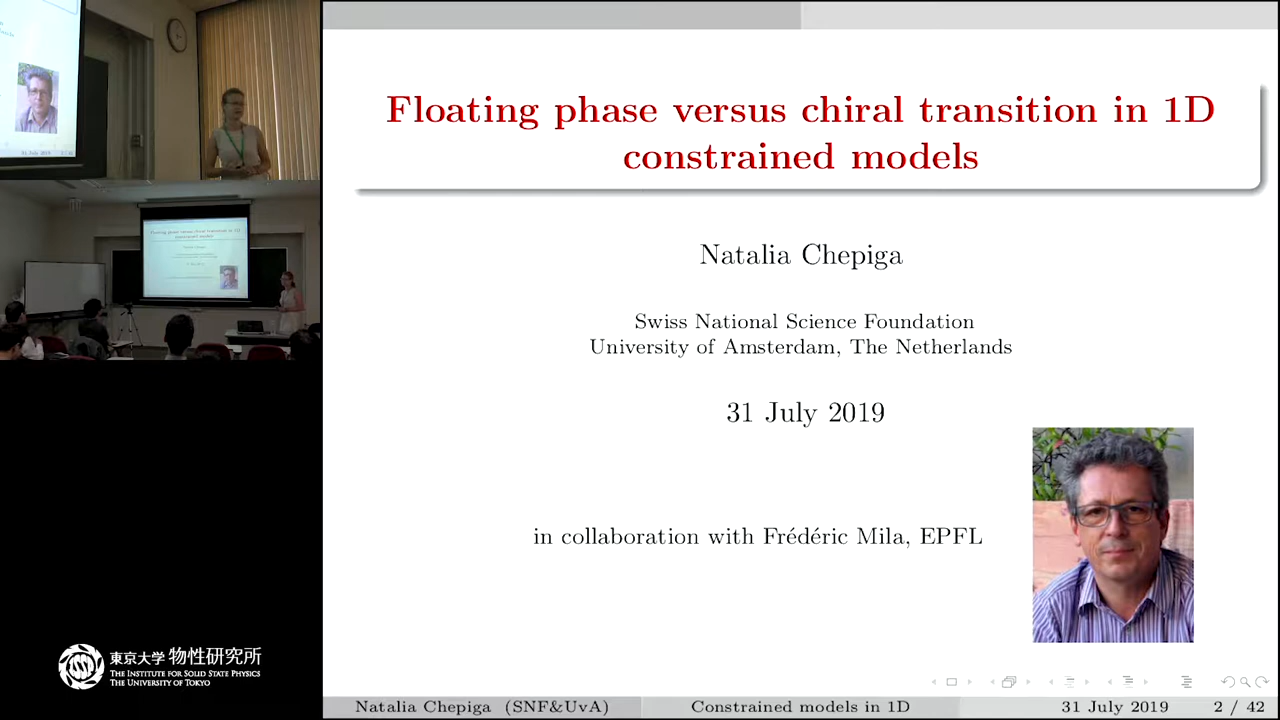 Floating phase versus chiral transition in 1D
constrained models
Natalia Chepiga
Swiss National Science Foundation
University of Amsterdam, The Netherlands
31 July 2019
in collaboration with Frédéric Mila, EPFL
東京大学 物性研究所
THE INSTITUTE FOR SOLID STATE PHYSICS
THE UNIVERSITY OF TOKYO
Natalia Chepiga (SNF&UvA) Constrained models in 1D 31 July 2019 2 / 42